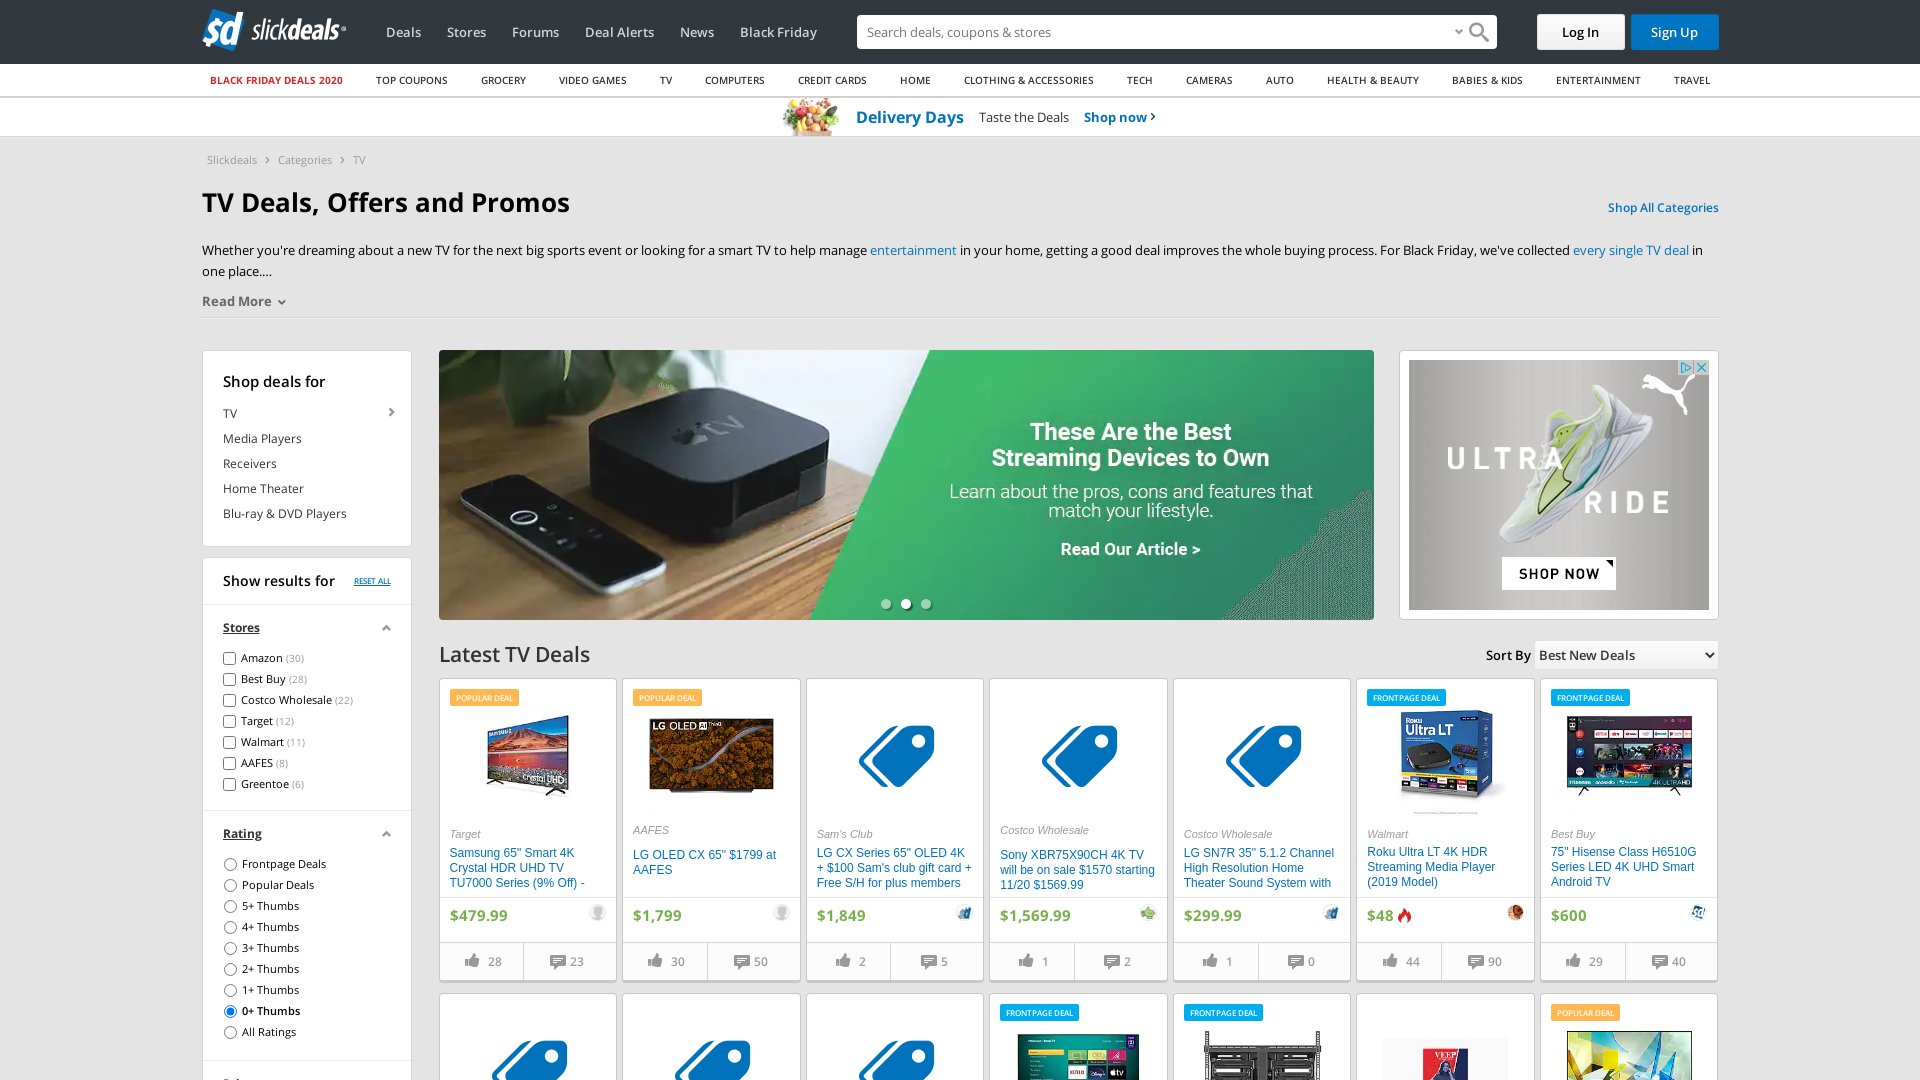 slickdeals
Deals
Stores
Forums
Deal Alerts
News
Black Friday
Search deals, coupons & stores
Log In
Sign Up
BLACK FRIDAY DEALS 2020
TOP COUPONS
GROCERY
VIDEO GAMES
TV
COMPUTERS
CREDIT CARDS
HOME
CLOTHING & ACCESSORIES
TECH
CAMERAS
AUTO
HEALTH & BEAUTY
BABIES & KIDS
ENTERTAINMENT
TRAVEL
Delivery Days Taste the Deals Shop now
Slickdeals > Categories > TV
TV Deals, Offers and Promos
Shop All Categories
Whether you're dreaming about a new TV for the next big sports event or looking for a smart TV to help manage entertainment in your home, getting a good deal improves the whole buying process. For Black Friday, we've collected every single TV deal in
one place....
Read More
Shop deals for
TV
Media Players
Receivers
Home Theater
Blu-ray & DVD Players
Show results for RESET ALL
Stores
Amazon (30)
Best Buy (28)
Costco Wholesale (22)
Target (12)
Walmart (11)
AAFES (8)
Greentoe (6)
Rating
Frontpage Deals
Popular Deals
5+ Thumbs
4+ Thumbs
3+ Thumbs
2+ Thumbs
1+ Thumbs
0+ Thumbs
All Ratings
tv
These Are the Best
Streaming Devices to Own
Learn about the pros, cons and features that
match your lifestyle.
Read Our Article >
ULTRA
RIDE
SHOP NOW
Latest TV Deals
Sort By Best New Deals
POPULAR DEAL
Target
Samsung 65" Smart 4K
Crystal HDR UHD TV
TU7000 Series (9% Off) -
$479.99
28
23
POPULAR DEAL
LG OLED AI ThinQ
AAFES
LG OLED CX 65" $1799 at
AAFES
$1,799
30
50
Sam's Club
LG CX Series 65" OLED 4K
+ $100 Sam's club gift card +
Free S/H for plus members
$1,849
2
5
Costco Wholesale
Sony XBR75X90CH 4K TV
will be on sale $1570 starting
11/20 $1569.99
$1,569.99
1
2
Costco Wholesale
LG SN7R 35" 5.1.2 Channel
High Resolution Home
Theater Sound System with
$299.99
1
0
FRONTPAGE DEAL
Roku
Ultra LT
Walmart
Roku Ultra LT 4K HDR
Streaming Media Player
(2019 Model)
$48
44
90
FRONTPAGE DEAL
Best Buy
75" Hisense Class H6510G
Series LED 4K UHD Smart
Android TV
$600
29
40
FRONTPAGE DEAL
FRONTPAGE DEAL
VEEP
POPULAR DEAL